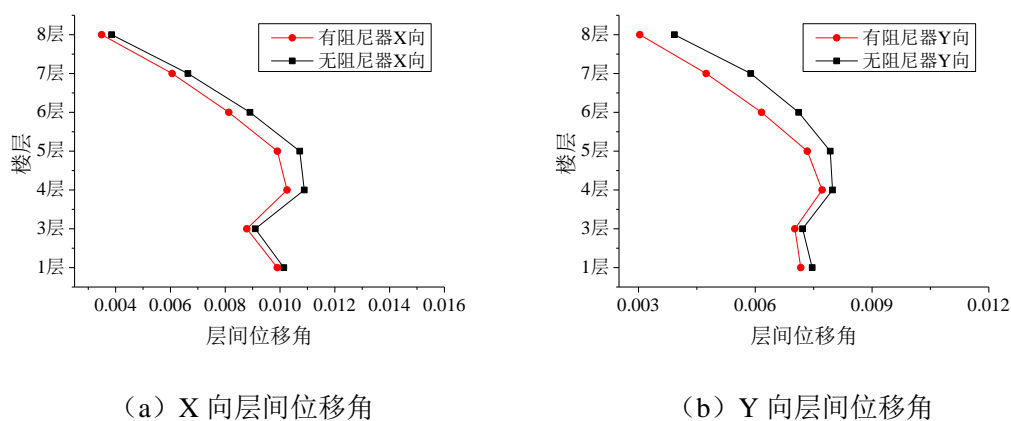 8层
7层
6层
5层
4层
3层
1层
楼层
有阻尼器X向
无阻尼器X向
0.004 0.006 0.008 0.010 0.012 0.014 0.016
层间位移角
（a）X 向层间位移角
8层
7层
6层
5层
4层
3层
1层
楼层
有阻尼器Y向
无阻尼器Y向
0.003 0.006 0.009 0.012
层间位移角
（b）Y 向层间位移角